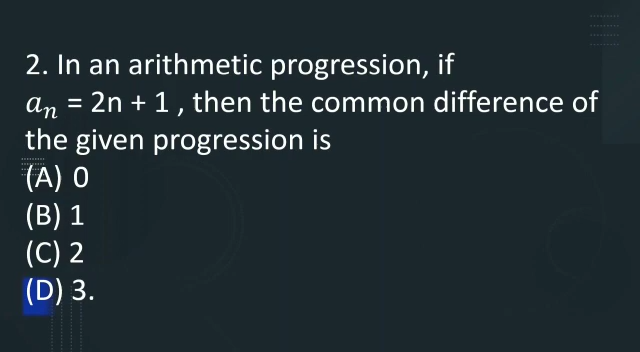 2. In an arithmetic progression, if
aₙ = 2n + 1 , then the common difference of
the given progression is
(A) 0
(B) 1
(C) 2
(D) 3.